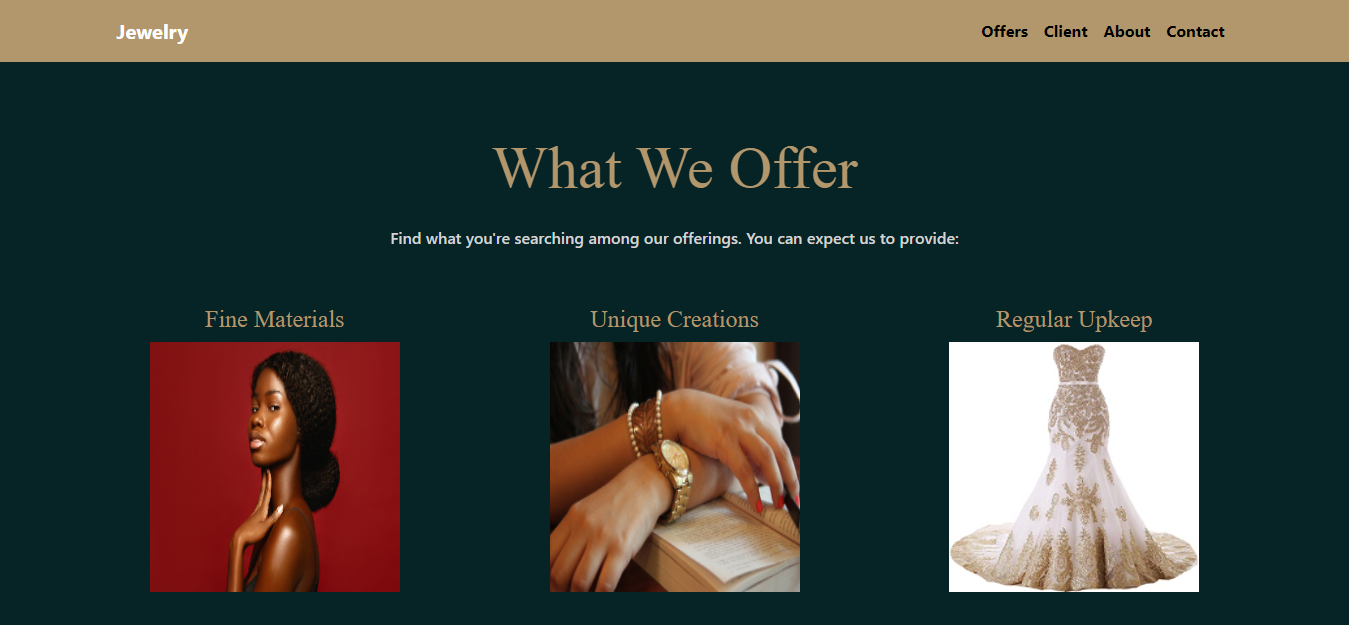 Jewelry
Offers Client About Contact
What We Offer
Find what you're searching among our offerings. You can expect us to provide:
Fine Materials
Unique Creations
Regular Upkeep